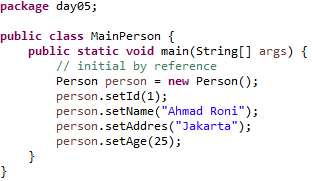 package day05;
public class MainPerson {
public static void main(String[] args) {
// initial by reference
Person person = new Person();
person.setId(1);
person.setName("Ahmad Roni");
person.setAddres("Jakarta");
person.setAge(25);
}
}